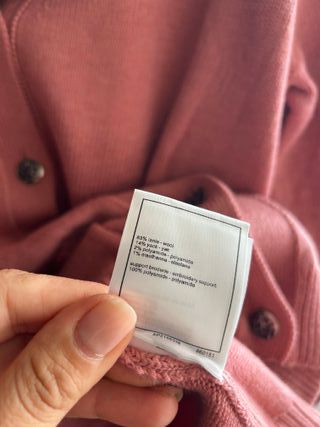 83% laine - wool
14% yack - yak
2% polyamide - polyamide
1% élasthanne - elastane
support broderie - embroidery support
100% polyamide - polyamide